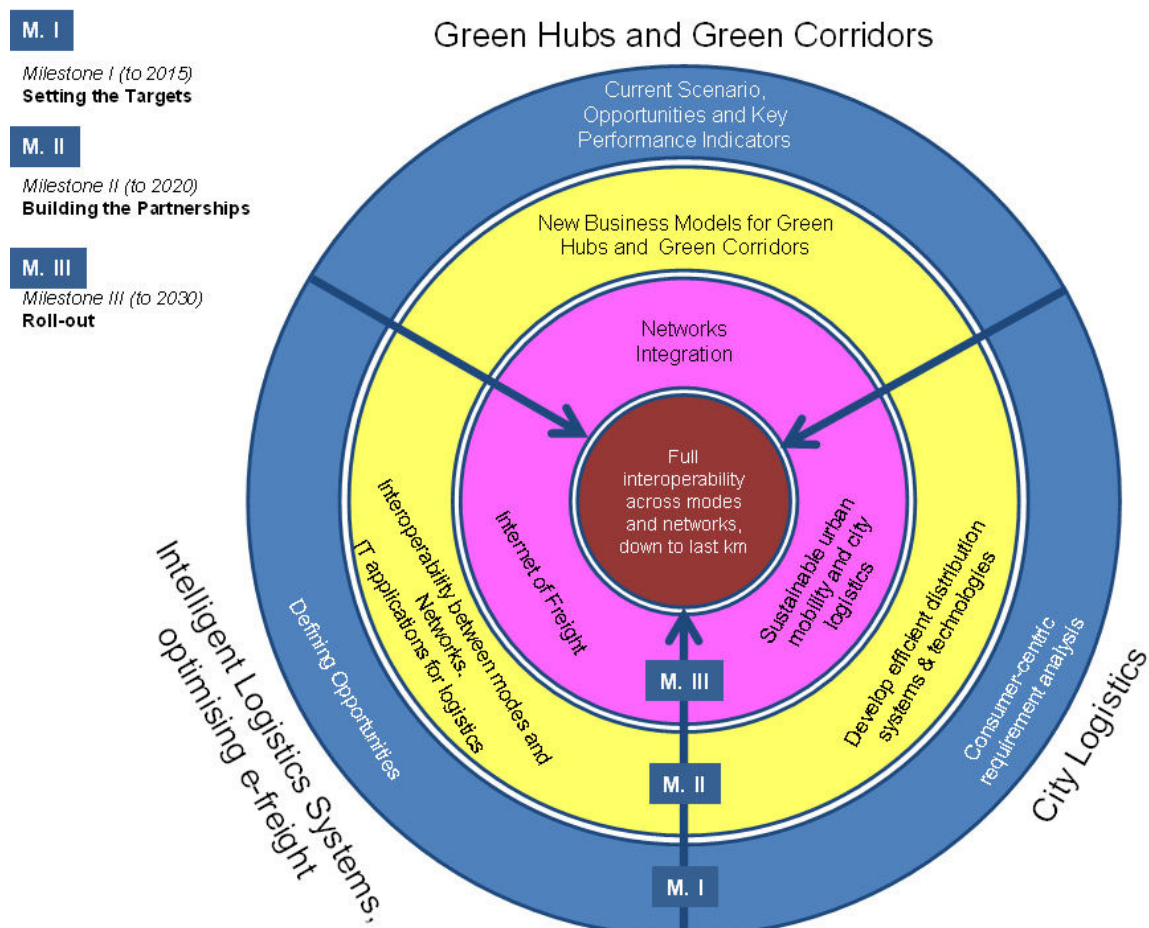 M. I
Milestone I (to 2015)
Setting the Targets
M. II
Milestone II (to 2020)
Building the Partnerships
M. III
Milestone III (to 2030)
Roll-out
Green Hubs and Green Corridors
Current Scenario,
Opportunities and Key
Performance Indicators
New Business Models for Green
Hubs and Green Corridors
Networks
Integration
Full
interoperability
across modes
and networks,
down to last km
Internet of Freight
Interoperability between modes and
Networks.
IT applications for logistics
Defining Opportunities
Intelligent Logistics Systems,
optimising e-freight
Sustainable urban
mobility and city
logistics
Develop efficient distribution
systems & technologies
Consumer-centric
requirement analysis
City Logistics
M. III
M. II
M. I